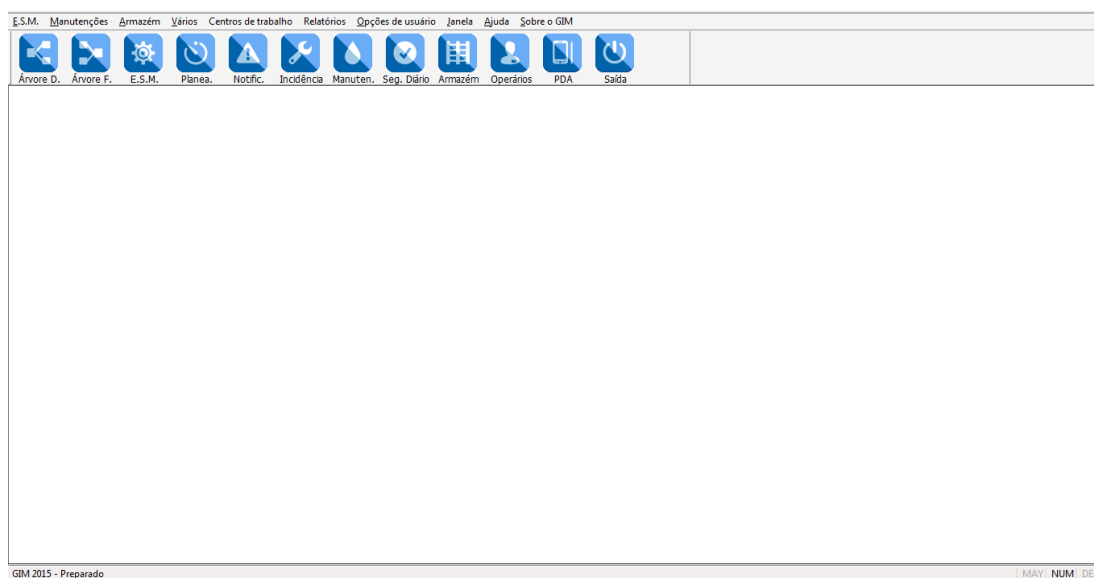 E.S.M. Manutenções Armazém Vários Centros de trabalho Relatórios Opções de usuário Janela Ajuda Sobre o GIM
Árvore D. Árvore F. E.S.M. Planea. Notific. Incidência Manuten. Seg. Diário Armazém Operários PDA Saída
GIM 2015 - Preparado MAY NUM DE